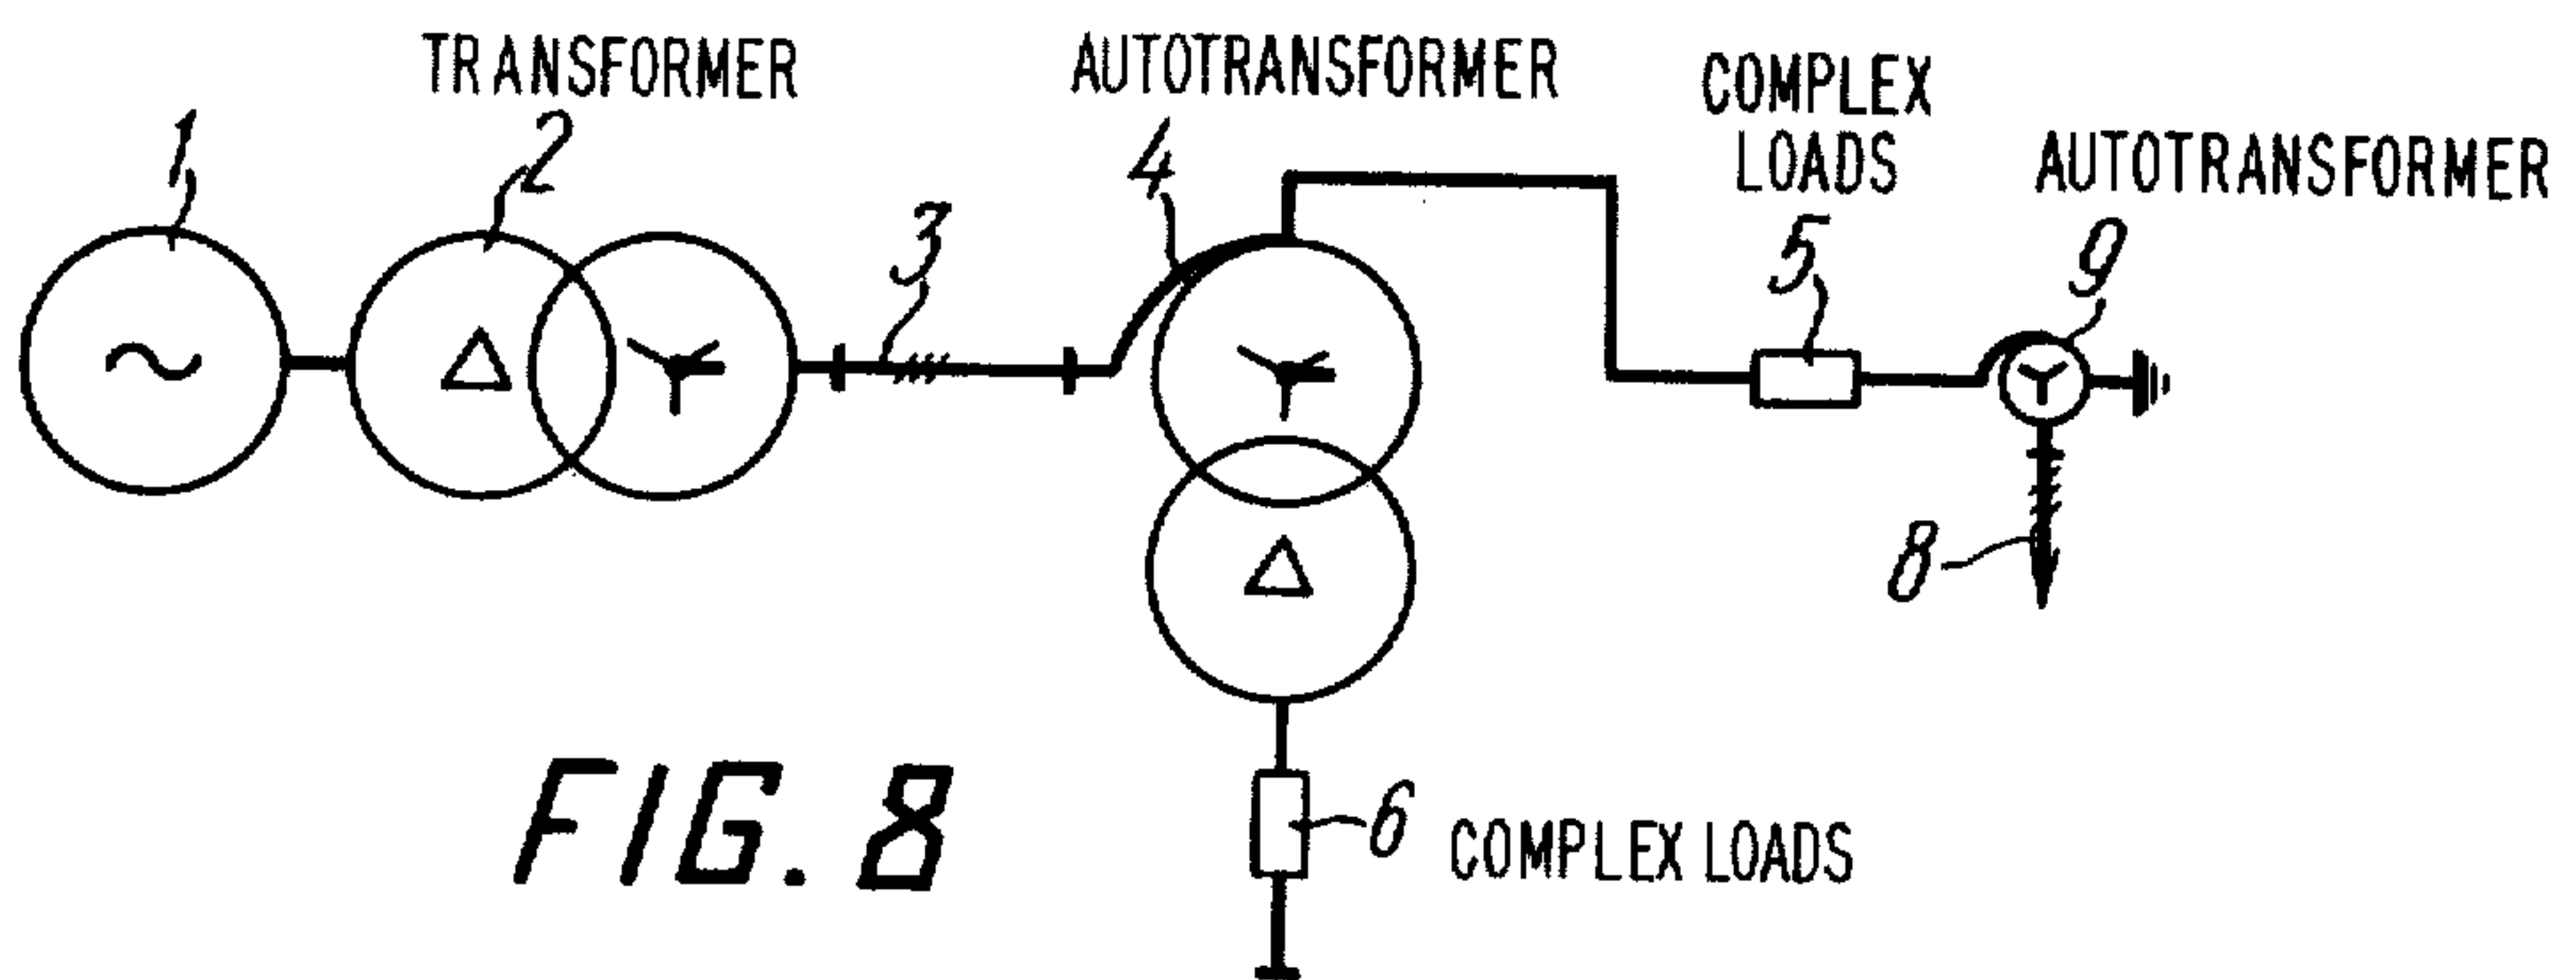 TRANSFORMER
AUTOTRANSFORMER
COMPLEX
LOADS
AUTOTRANSFORMER
1
2
3
4
5
9
8
6
COMPLEX LOADS
FIG. 8